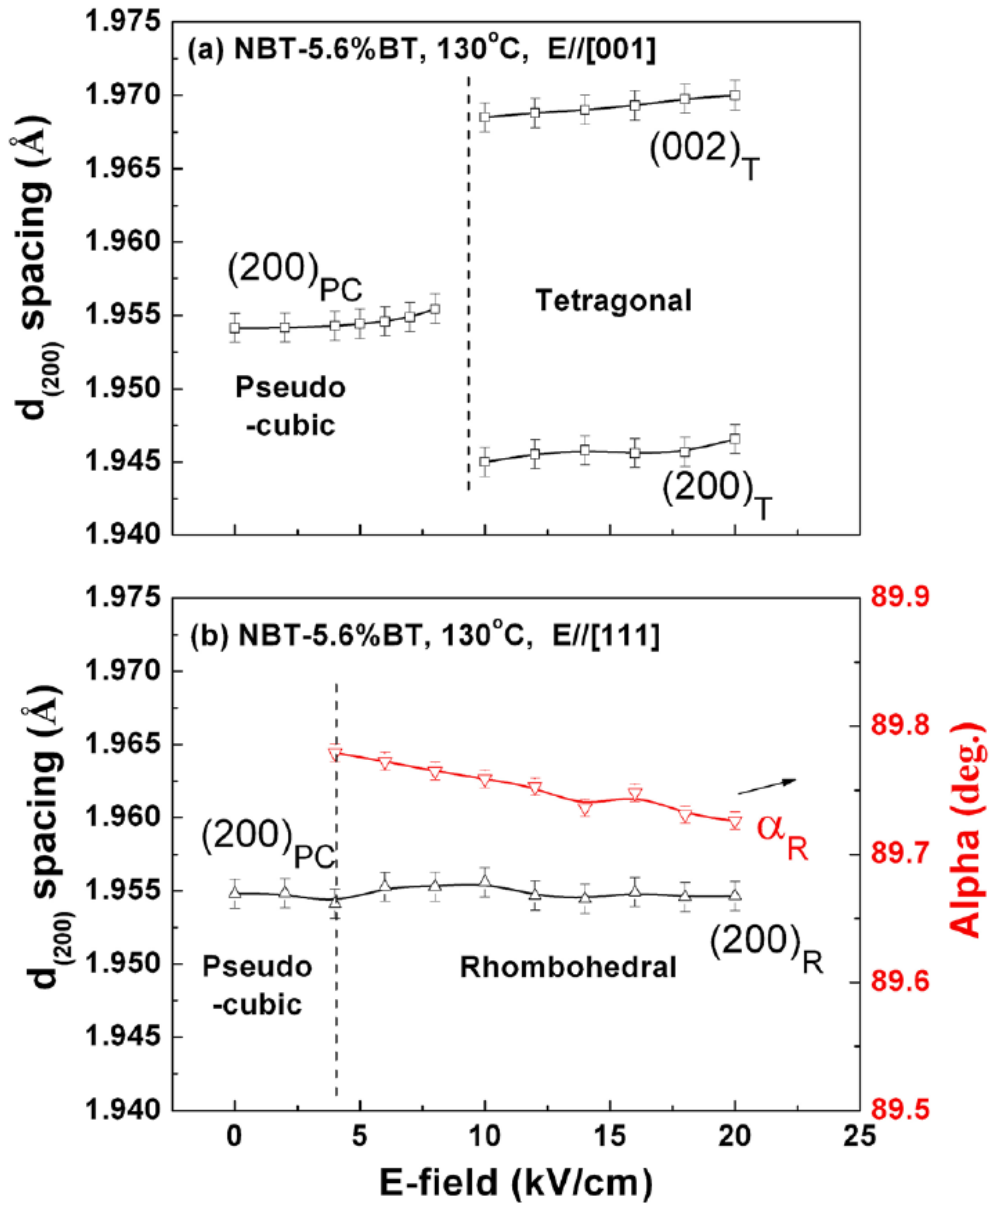 (a) NBT-5.6%BT, 130°C, E//[001]
d(200) spacing (Å)
1.975
1.970
1.965
1.960
1.955
1.950
1.945
1.940
(002)T
(200)PC
Tetragonal
Pseudo
-cubic
(200)T
(b) NBT-5.6%BT, 130°C, E//[111]
d(200) spacing (Å)
1.975
1.970
1.965
1.960
1.955
1.950
1.945
1.940
(200)PC
αR
(200)R
Pseudo
-cubic
Rhombohedral
89.9
89.8
89.7
89.6
89.5
Alpha (deg.)
0 5 10 15 20 25
E-field (kV/cm)